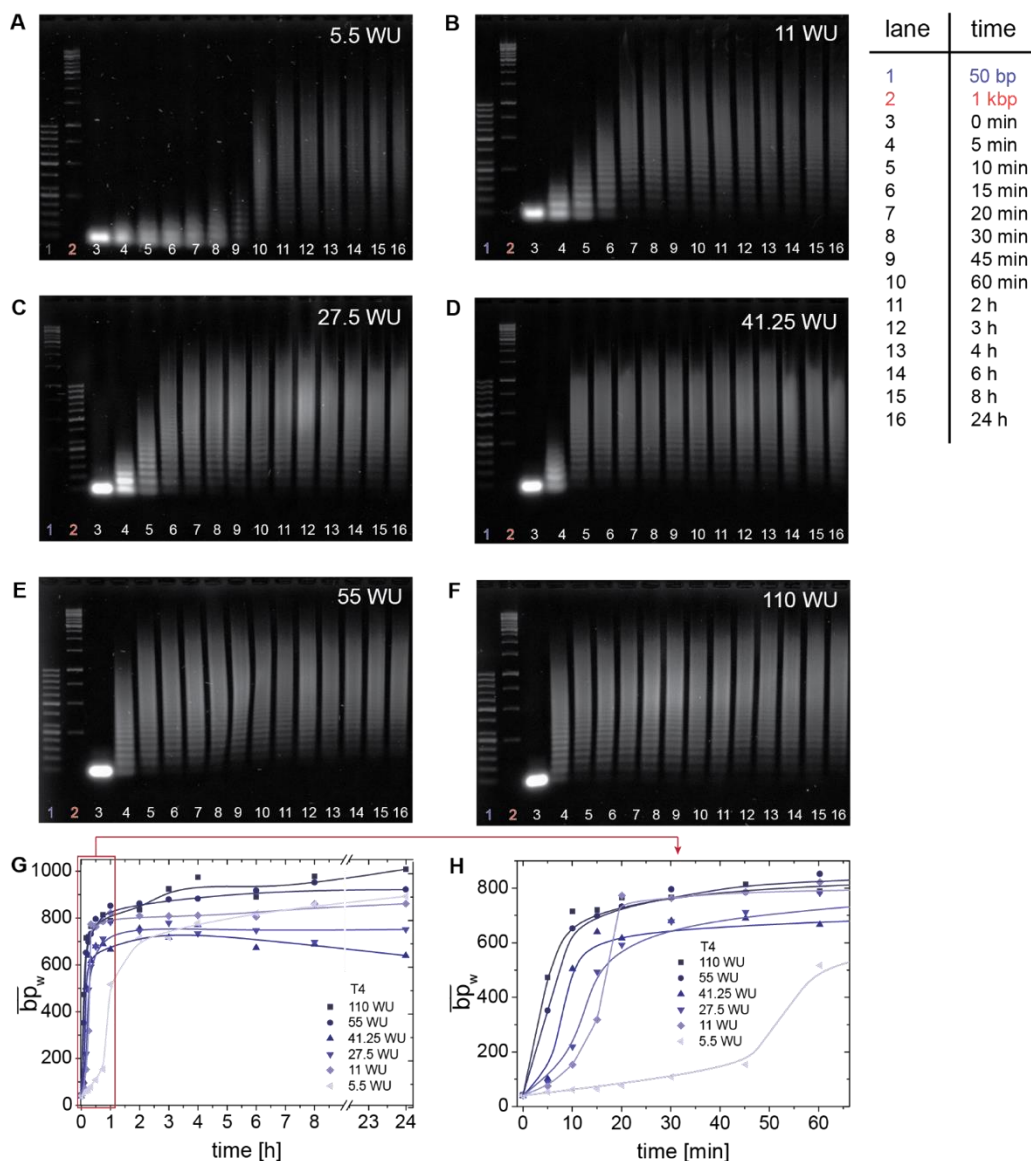 A
5.5 WU
1 2 3 4 5 6 7 8 9 10 11 12 13 14 15 16
B
11 WU
1 2 3 4 5 6 7 8 9 10 11 12 13 14 15 16
lane time
1 50 bp
2 1 kbp
3 0 min
4 5 min
5 10 min
6 15 min
7 20 min
8 30 min
9 45 min
10 60 min
11 2 h
12 3 h
13 4 h
14 6 h
15 8 h
16 24 h
C
27.5 WU
1 2 3 4 5 6 7 8 9 10 11 12 13 14 15 16
D
41.25 WU
1 2 3 4 5 6 7 8 9 10 11 12 13 14 15 16
E
55 WU
1 2 3 4 5 6 7 8 9 10 11 12 13 14 15 16
F
110 WU
1 2 3 4 5 6 7 8 9 10 11 12 13 14 15 16
G
bpw
1000
800
600
400
200
0
T4
110 WU
55 WU
41.25 WU
27.5 WU
11 WU
5.5 WU
0 1 2 3 4 5 6 7 8 23 24
time [h]
H
bpw
800
600
400
200
0
T4
110 WU
55 WU
41.25 WU
27.5 WU
11 WU
5.5 WU
0 10 20 30 40 50 60
time [min]